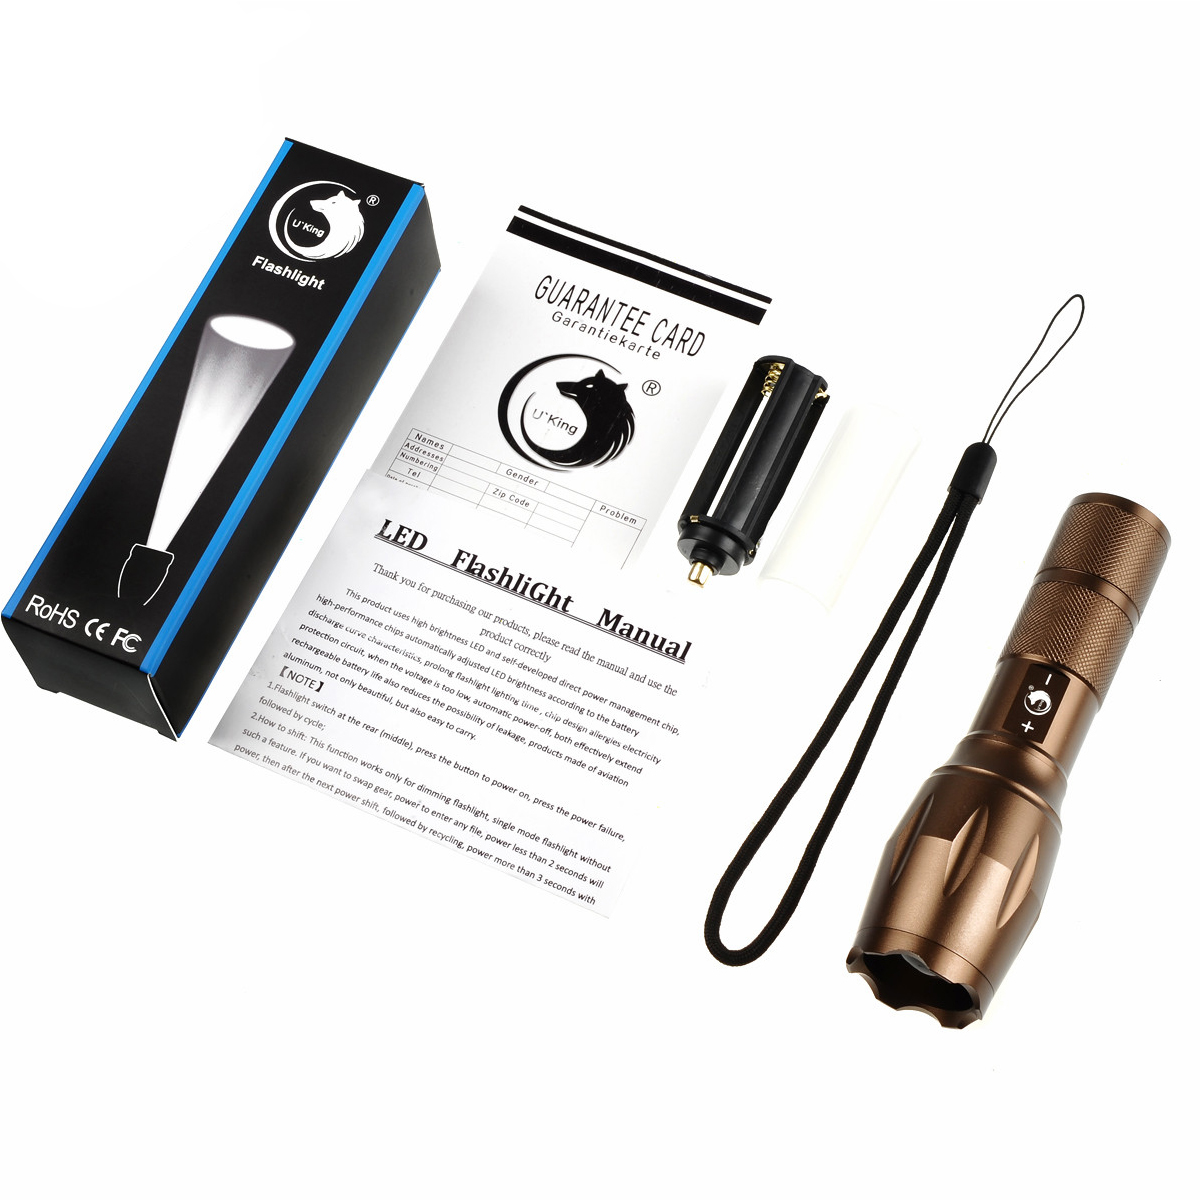 U'King
®
Flashlight
RoHS CE FC
GUARANTEE CARD
Garantiekarte
®
U'King
Names
Addresses
Numbering
Gender
Tel
Zip Code
Problem
LED FlashliGht Manual
Thank you for purchasing our products, please read the manual and use the
product correctly
This product uses high brightness LED and self-developed direct power management chip,
high-performance chips automatically adjusted LED brightness according to the battery
discharge curve characteristics, prolong flashlight lighting time , chip design allergies electricity
protection circuit, when the voltage is too low, automatic power-off, both effectively extend
rechargeable battery life also reduces the possibility of leakage, products made of aviation
aluminum, not only beautiful, but also easy to carry.
【NOTE】
1.Flashlight switch at the rear (middle), press the button to power on, press the power failure,
followed by cycle;
2.How to shift: This function works only for dimming flashlight, single mode flashlight without
such a feature. If you want to swap gear, power to enter any file, power less than 2 seconds will
power, then after the next power shift, followed by recycling, power more than 3 seconds with
−
®
+